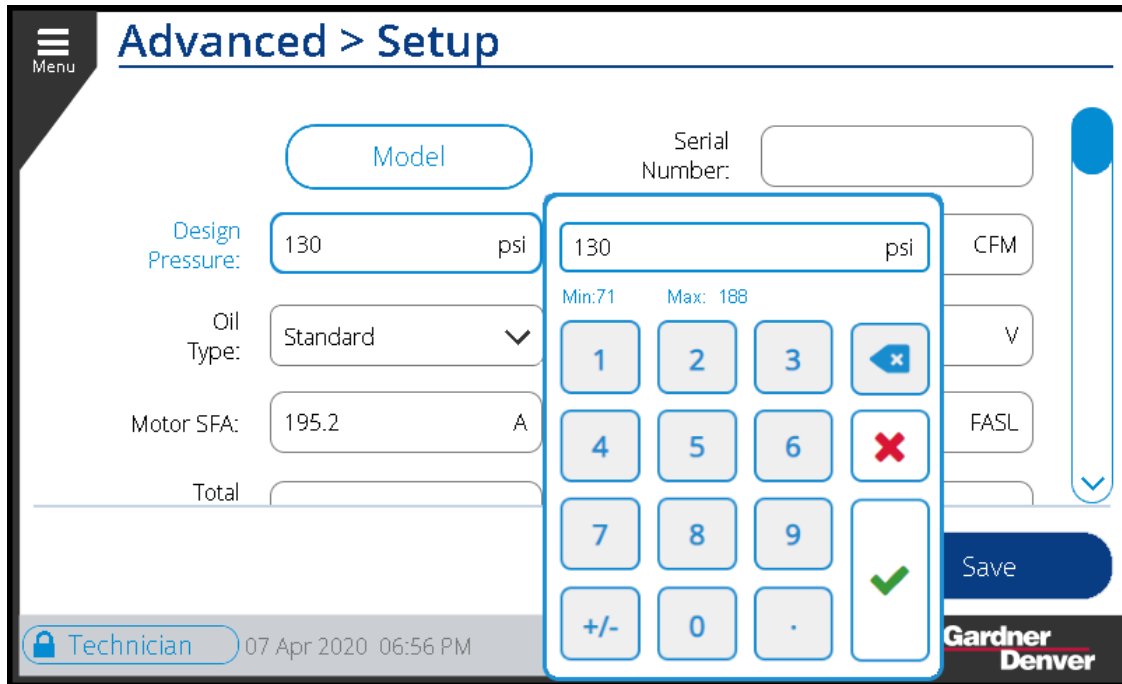 Advanced > Setup
Menu
Model
Serial
Number:
Design
Pressure:
130 psi
130 psi
CFM
Min:71 Max: 188
Oil
Type:
Standard
V
1 2 3
Motor SFA:
195.2 A
FASL
4 5 6
Total
7 8 9
Save
+/- 0 .
Technician
07 Apr 2020 06:56 PM
Gardner
Denver